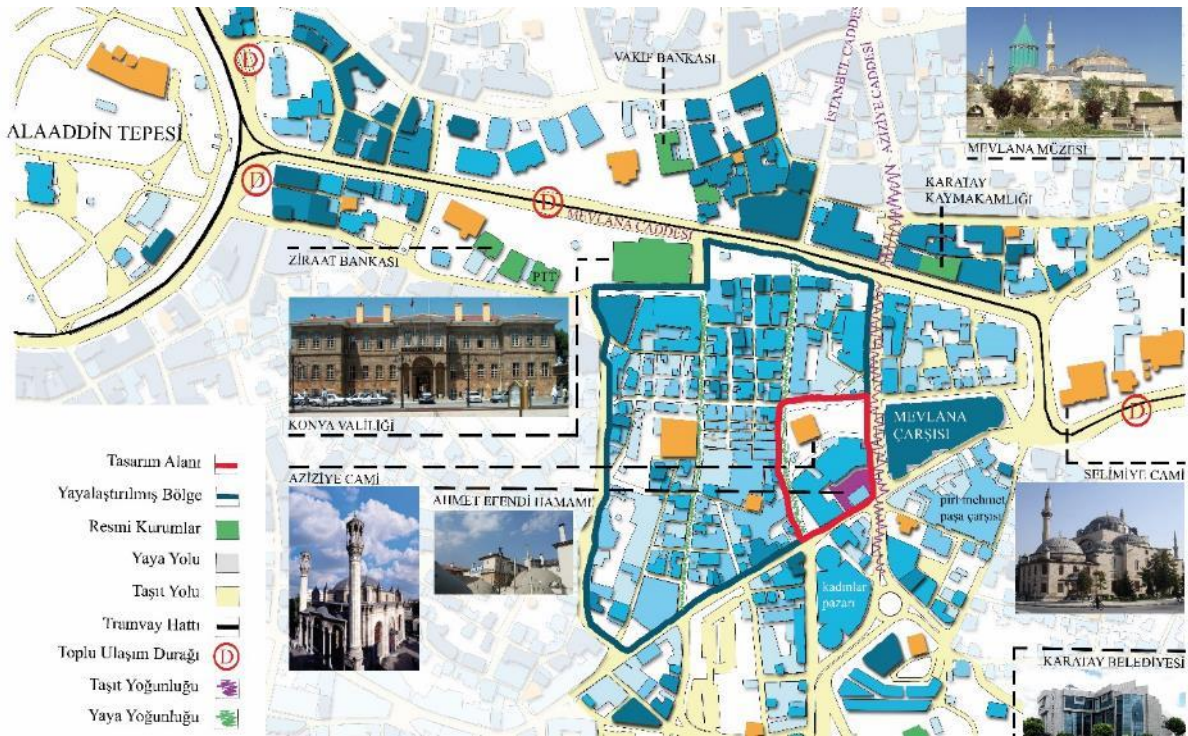 VAKIF BANKASI
ALAADDİN TEPESİ
İSTANBUL CADDESİ
AZİZİYE CADDESİ
MEVLANA MÜZESİ
D
D
D
MEVLANA CADDESİ
KARATAY
KAYMAKAMLIĞI
ZİRAAT BANKASI
PTT
KONYA VALİLİĞİ
MEVLANA
ÇARŞISI
D
SELİMİYE CAMİ
AZİZİYE CAMİ
AHMET EFENDİ HAMAMI
piri mehmet
paşa çarşısı
kadınlar
pazarı
KARATAY BELEDİYESİ
Tasarım Alanı
Yayalaştırılmış Bölge
Resmi Kurumlar
Yaya Yolu
Taşıt Yolu
Tramvay Hattı
Toplu Ulaşım Durağı D
Taşıt Yoğunluğu
Yaya Yoğunluğu